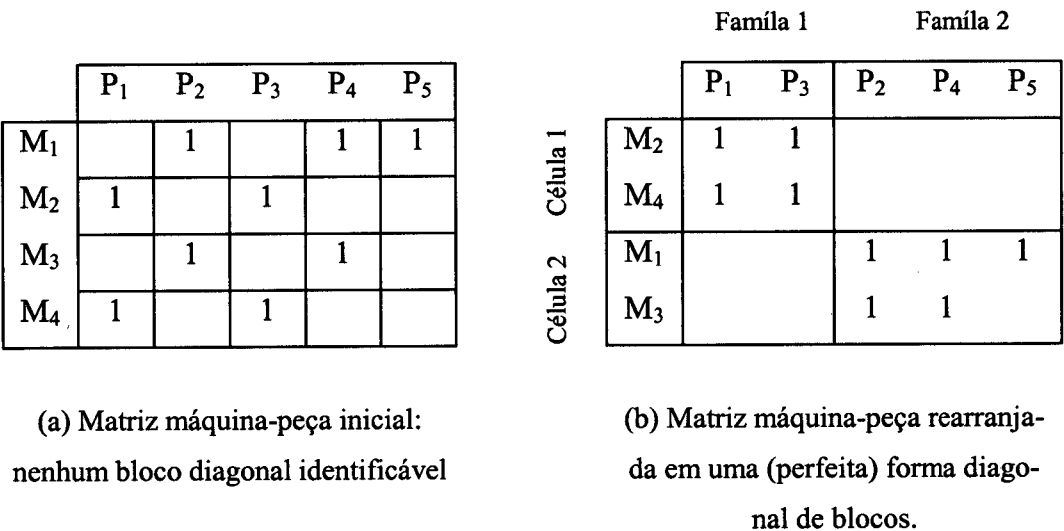 P₁ P₂ P₃ P₄ P₅
M₁ 1 1 1
M₂ 1 1
M₃ 1 1
M₄ 1 1
(a) Matriz máquina-peça inicial:
nenhum bloco diagonal identificável
Famíla 1 Famíla 2
P₁ P₃ P₂ P₄ P₅
Célula 1
M₂ 1 1
M₄ 1 1
Célula 2
M₁ 1 1 1
M₃ 1 1
(b) Matriz máquina-peça rearranja-
da em uma (perfeita) forma diago-
nal de blocos.